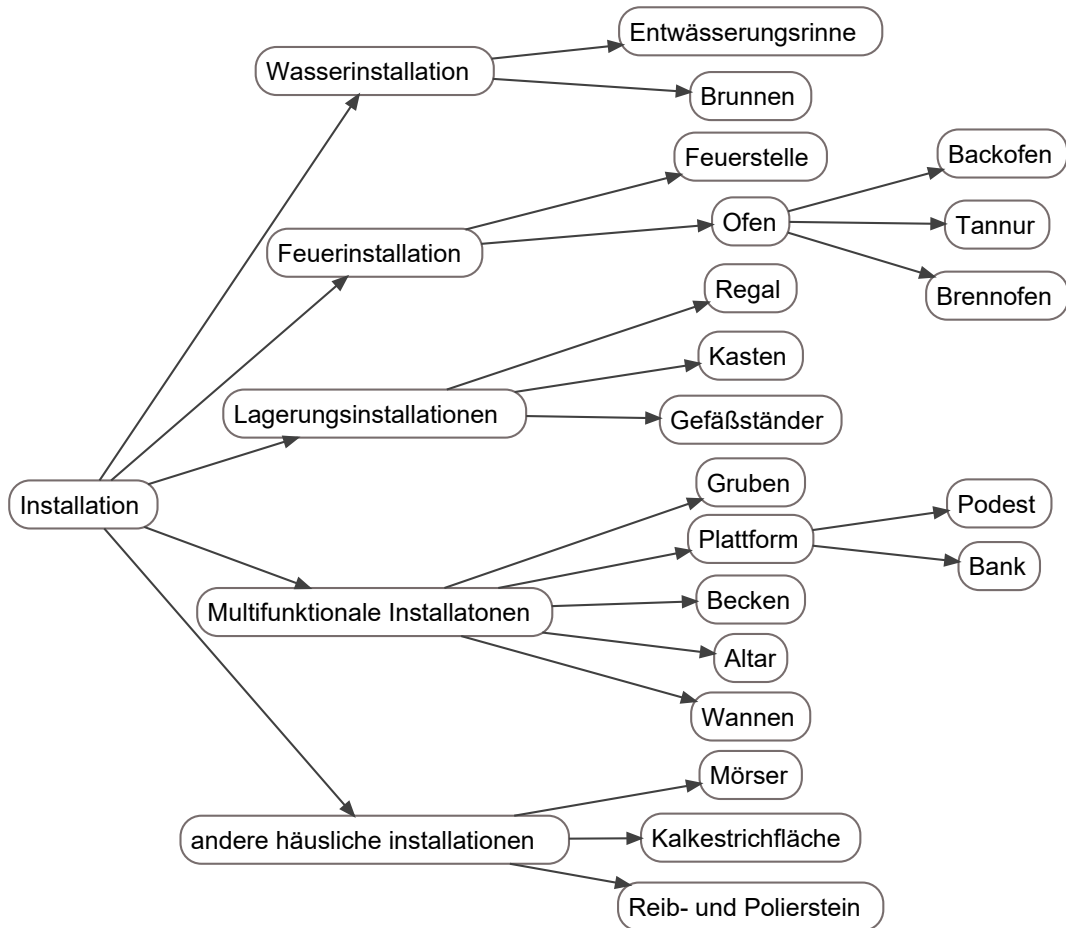 Installation
Wasserinstallation
Entwässerungsrinne
Brunnen
Feuerinstallation
Feuerstelle
Ofen
Backofen
Tannur
Brennofen
Lagerungsinstallationen
Regal
Kasten
Gefäßständer
Multifunktionale Installatonen
Gruben
Plattform
Podest
Bank
Becken
Altar
Wannen
andere häusliche installationen
Mörser
Kalkestrichfläche
Reib- und Polierstein